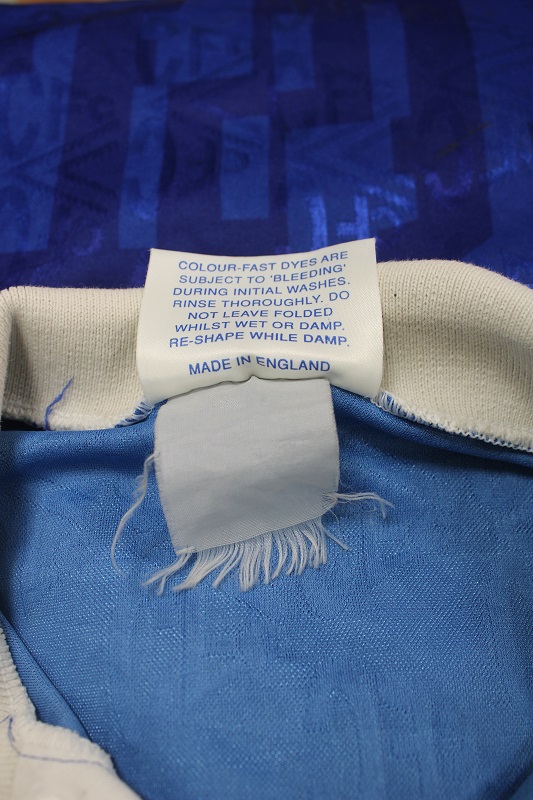 COLOUR-FAST DYES ARE
SUBJECT TO 'BLEEDING'
DURING INITIAL WASHES.
RINSE THOROUGHLY. DO
NOT LEAVE FOLDED
WHILST WET OR DAMP.
RE-SHAPE WHILE DAMP.
MADE IN ENGLAND